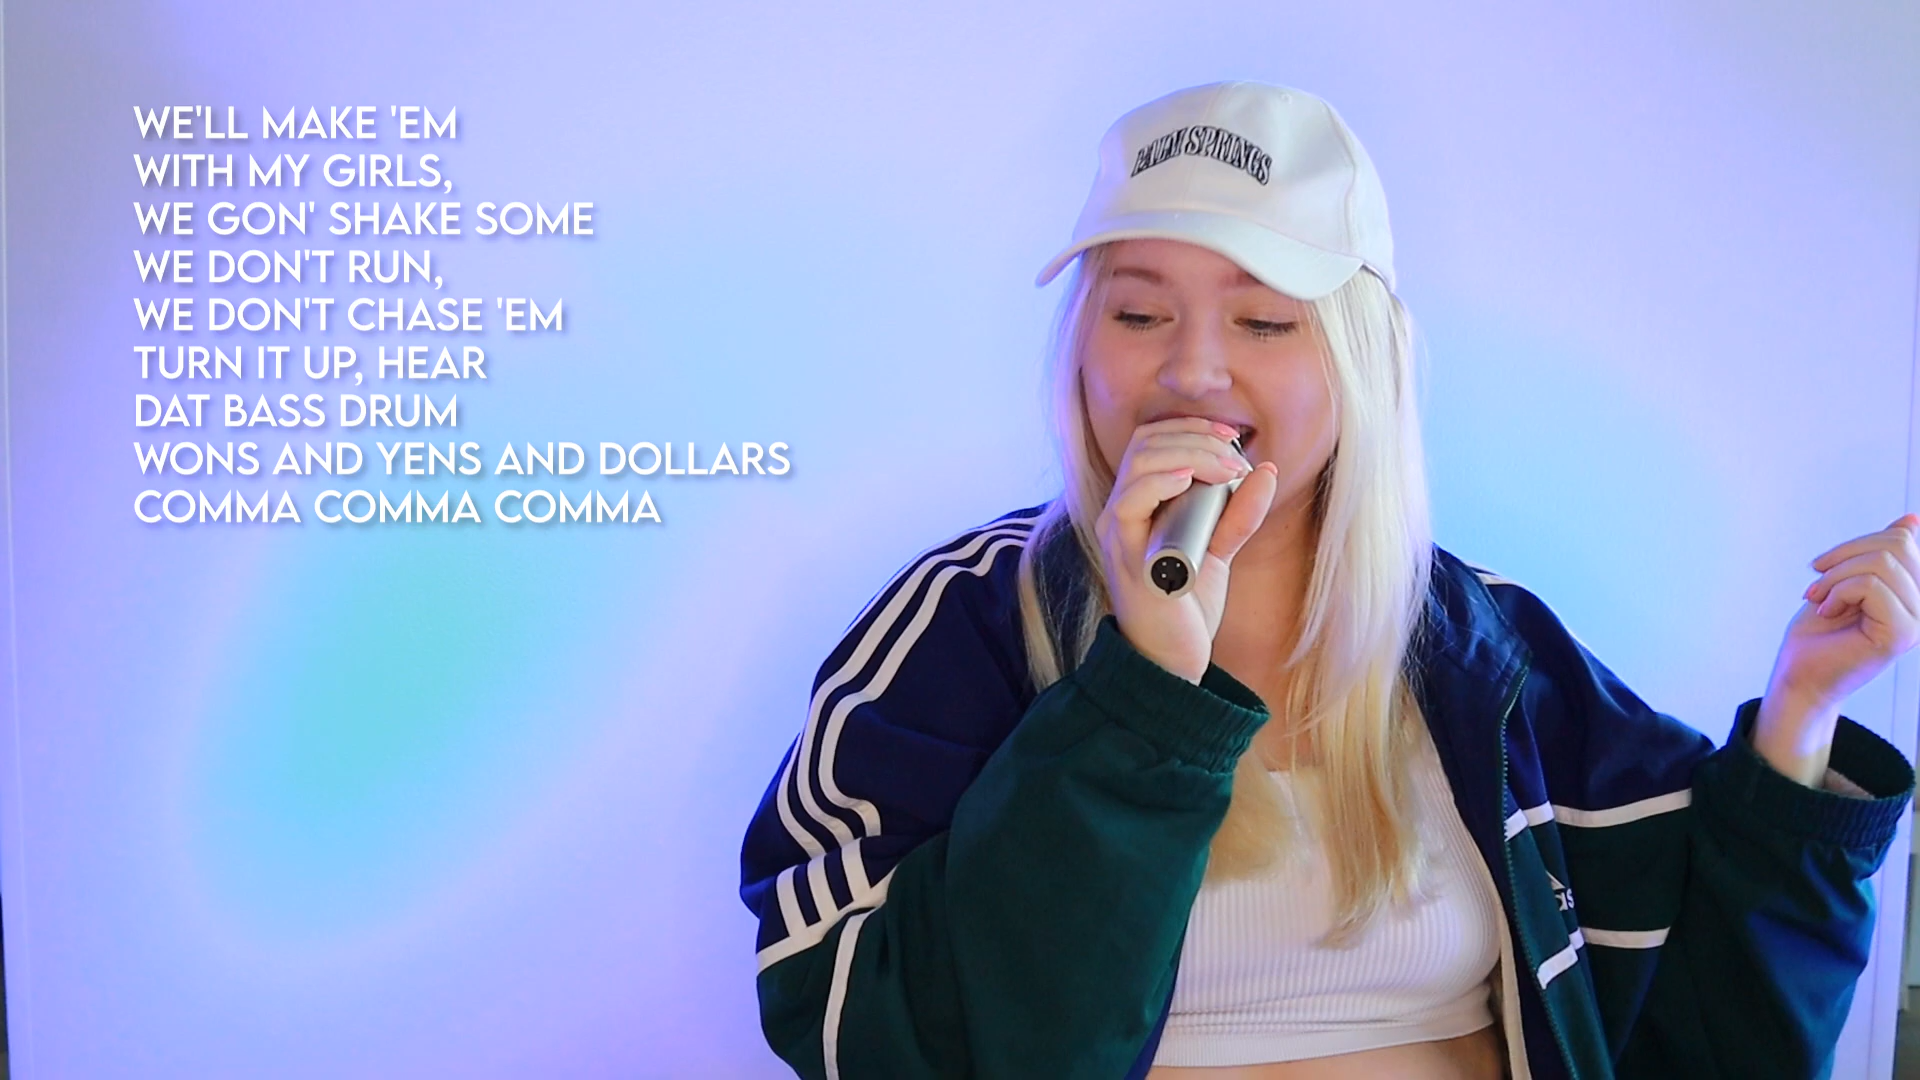 WE'LL MAKE 'EM
WITH MY GIRLS,
WE GON' SHAKE SOME
WE DON'T RUN,
WE DON'T CHASE 'EM
TURN IT UP, HEAR
DAT BASS DRUM
WONS AND YENS AND DOLLARS
COMMA COMMA COMMA
PALM SPRINGS